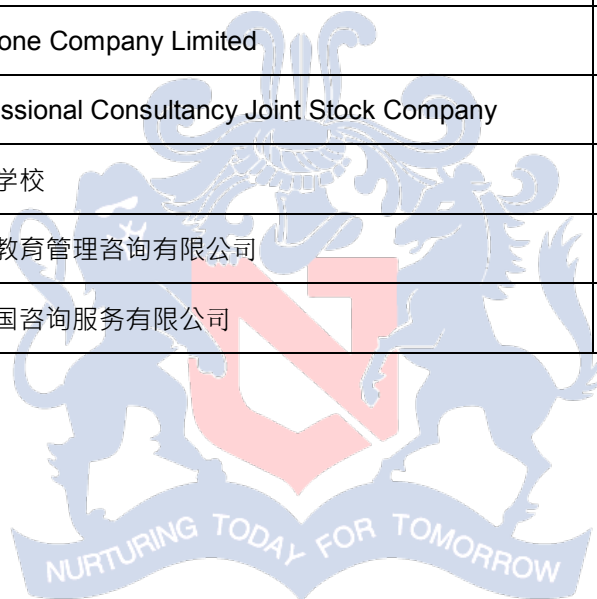 one Company Limited
ssional Consultancy Joint Stock Company
学校
教育管理咨询有限公司
国咨询服务有限公司
NURTURING TODAY FOR TOMORROW